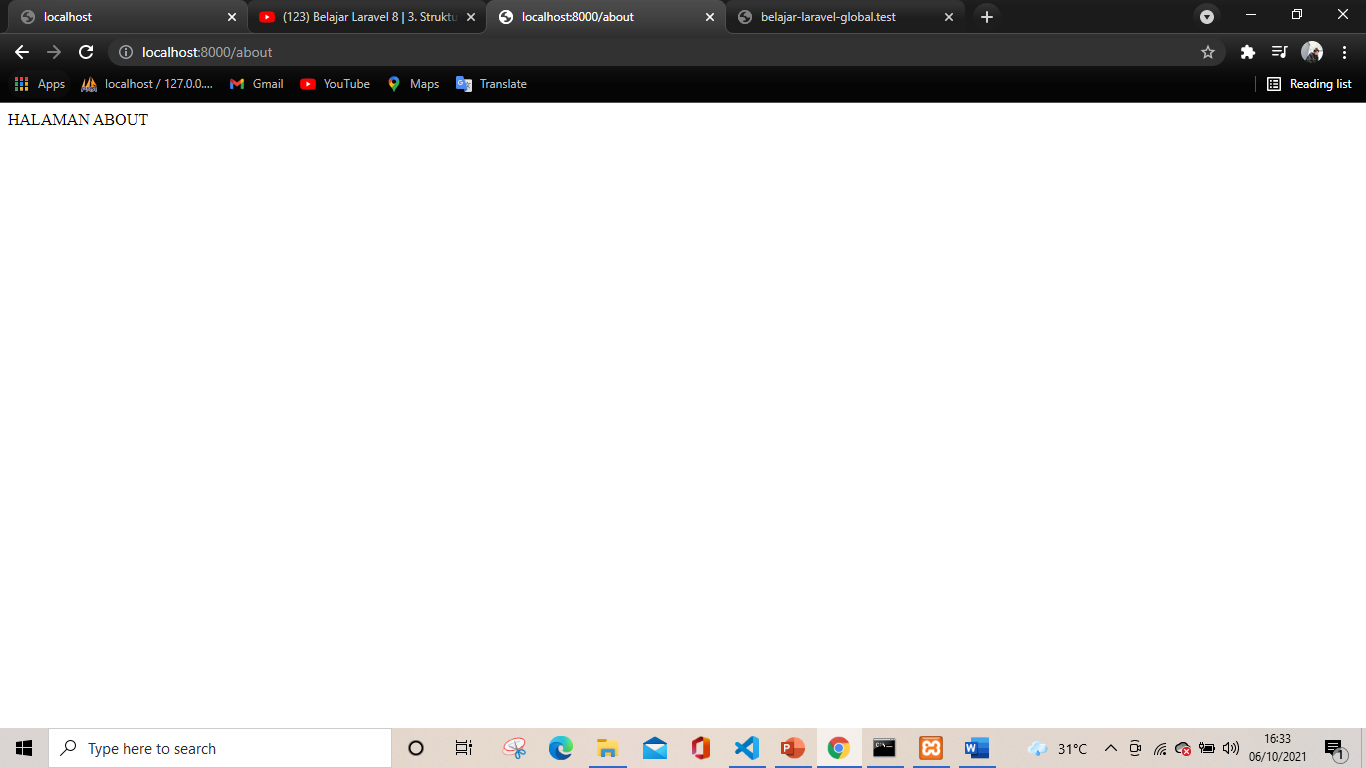 localhost
(123) Belajar Laravel 8 | 3. Struktu
localhost:8000/about
belajar-laravel-global.test
localhost:8000/about
Apps
localhost / 127.0.0....
Gmail
YouTube
Maps
Translate
Reading list
HALAMAN ABOUT
Type here to search
31°C
16:33
06/10/2021
1